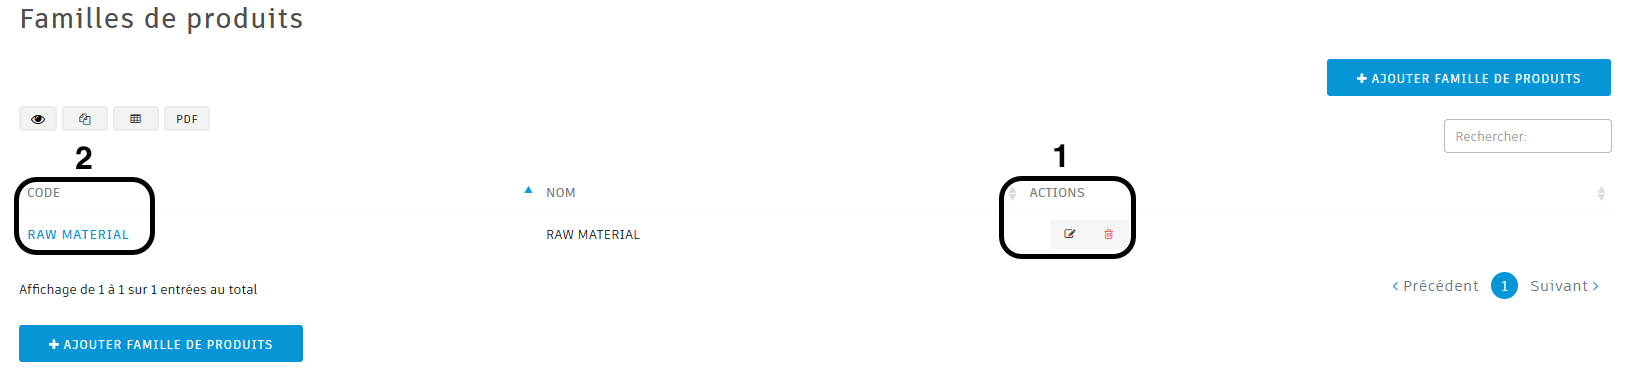 Familles de produits
AJOUTER FAMILLE DE PRODUITS
PDF
Rechercher:
2
1
CODE NOM ACTIONS
RAW MATERIAL RAW MATERIAL
Affichage de 1 à 1 sur 1 entrées au total
Précédent 1 Suivant
AJOUTER FAMILLE DE PRODUITS